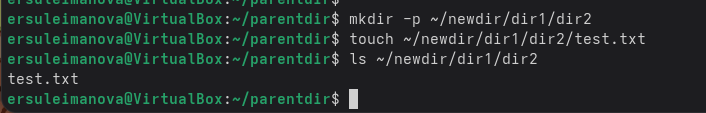 ersuleimanova@VirtualBox:~/parentdir$ mkdir -p ~/newdir/dir1/dir2
ersuleimanova@VirtualBox:~/parentdir$ touch ~/newdir/dir1/dir2/test.txt
ersuleimanova@VirtualBox:~/parentdir$ ls ~/newdir/dir1/dir2
test.txt
ersuleimanova@VirtualBox:~/parentdir$